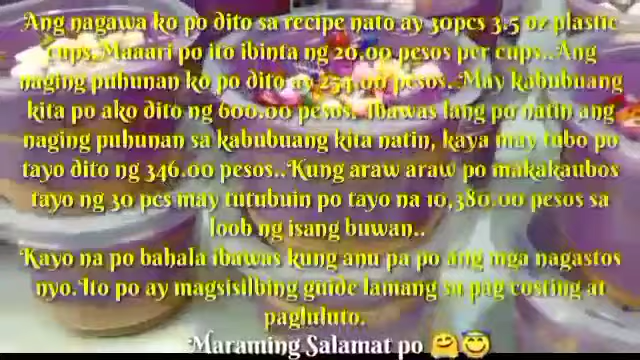 Ang nagawa ko po dito sa recipe nato ay 30pcs 3.5 oz plastic
cups.Maaari po ito ibinta ng 20.00 pesos per cups..Ang
naging puhunan ko po dito ay 254.00 pesos..May kabubuang
kita po ako dito ng 600.00 pesos. Ibawas lang po natin ang
naging puhunan sa kabubuang kita natin, kaya may tubo po
tayo dito ng 346.00 pesos..Kung araw araw po makakaubos
tayo ng 30 pcs may tutubuin po tayo na 10,380.00 pesos sa
loob ng isang buwan..
Kayo na po bahala ibawas kung anu pa po ang mga nagastos
nyo.Ito po ay magsisilbing guide lamang sa pag costing at
pagluluto.
Maraming Salamat po 🤗😇